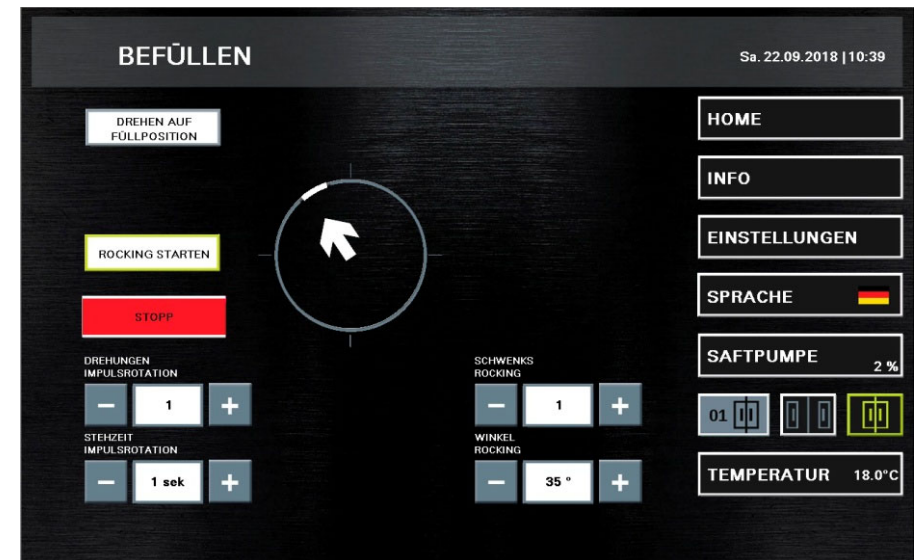 BEFÜLLEN
Sa. 22.09.2018 | 10:39
DREHEN AUF
FÜLLPOSITION
ROCKING STARTEN
STOPP
DREHUNGEN
IMPULSROTATION
− 1 +
STEHZEIT
IMPULSROTATION
− 1 sek +
SCHWENKS
ROCKING
− 1 +
WINKEL
ROCKING
− 35 ° +
HOME
INFO
EINSTELLUNGEN
SPRACHE
SAFTPUMPE 2 %
01
TEMPERATUR 18.0°C